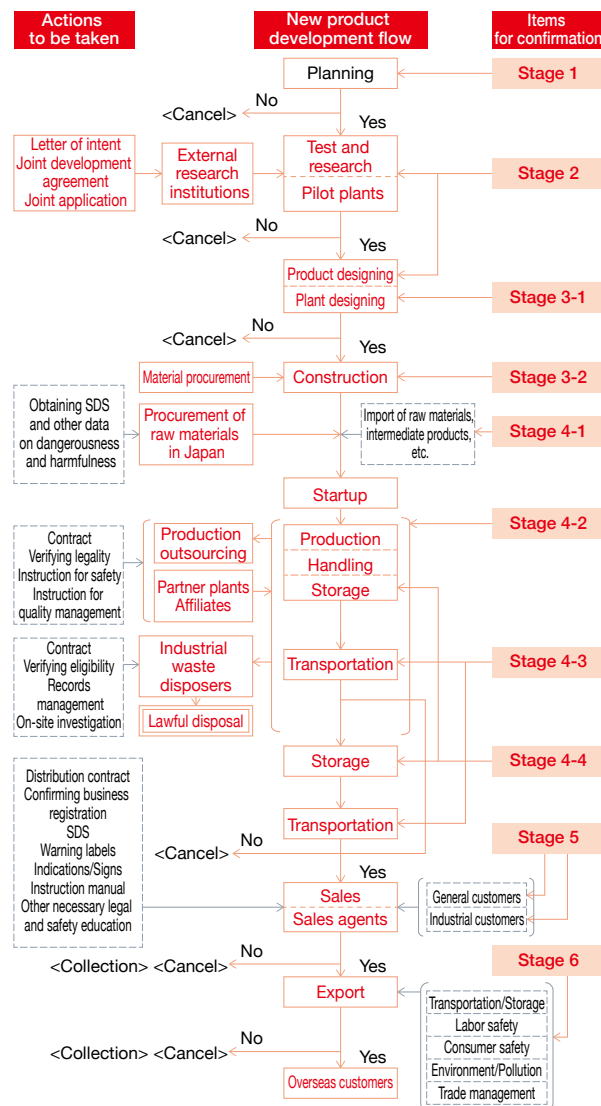 Actions
to be taken
New product
development flow
Items
for confirmation
Planning
Stage 1
No
<Cancel>
Yes
Letter of intent
Joint development
agreement
Joint application
External
research
institutions
Test and
research
Pilot plants
Stage 2
No
<Cancel>
Yes
Product designing
Plant designing
Stage 3-1
No
<Cancel>
Yes
Material procurement
Construction
Stage 3-2
Obtaining SDS
and other data
on dangerousness
and harmfulness
Procurement of
raw materials
in Japan
Import of raw materials,
intermediate products,
etc.
Stage 4-1
Startup
Contract
Verifying legality
Instruction for safety
Instruction for
quality management
Production
outsourcing
Partner plants
Affiliates
Production
Handling
Storage
Stage 4-2
Contract
Verifying eligibility
Records
management
On-site investigation
Industrial
waste
disposers
Lawful disposal
Transportation
Stage 4-3
Storage
Stage 4-4
Distribution contract
Confirming business
registration
SDS
Warning labels
Indications/Signs
Instruction manual
Other necessary legal
and safety education
Transportation
No
<Cancel>
Yes
Stage 5
Sales
Sales agents
General customers
Industrial customers
No
<Collection> <Cancel>
Yes
Stage 6
Export
Transportation/Storage
Labor safety
Consumer safety
Environment/Pollution
Trade management
No
<Collection> <Cancel>
Yes
Overseas customers